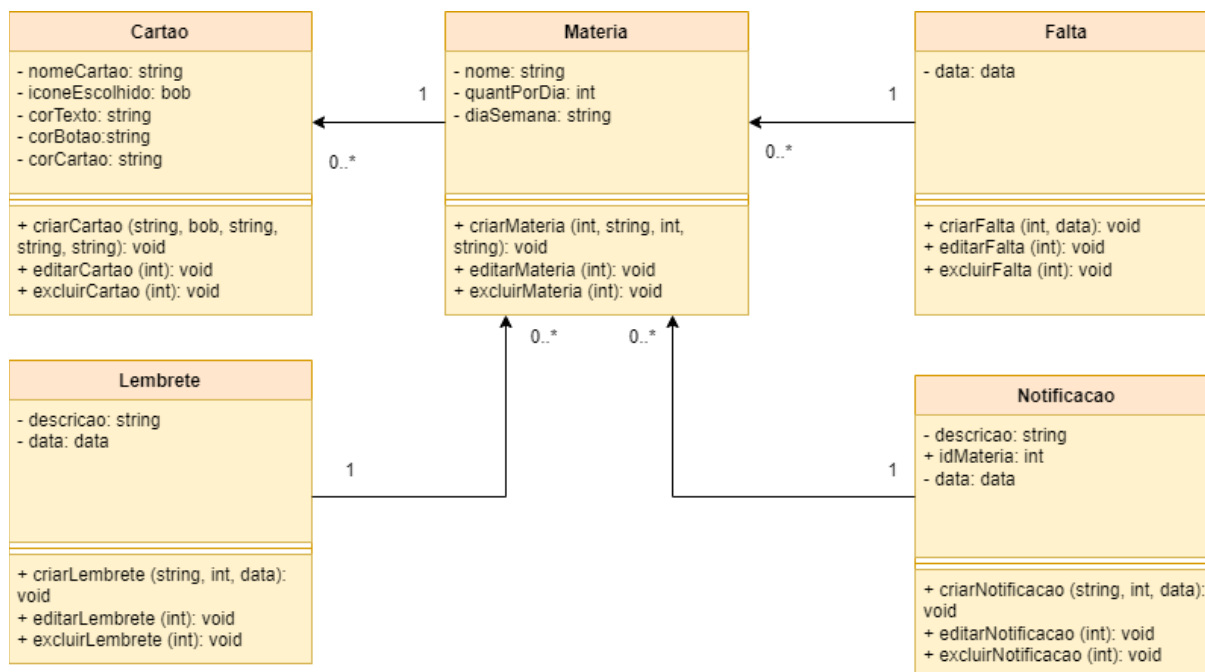 Cartao
- nomeCartao: string
- iconeEscolhido: bob
- corTexto: string
- corBotao:string
- corCartao: string
+ criarCartao (string, bob, string,
string, string): void
+ editarCartao (int): void
+ excluirCartao (int): void
1
0..*
Materia
- nome: string
- quantPorDia: int
- diaSemana: string
+ criarMateria (int, string, int,
string): void
+ editarMateria (int): void
+ excluirMateria (int): void
1
0..*
Falta
- data: data
+ criarFalta (int, data): void
+ editarFalta (int): void
+ excluirFalta (int): void
0..*
0..*
Lembrete
- descricao: string
- data: data
+ criarLembrete (string, int, data):
void
+ editarLembrete (int): void
+ excluirLembrete (int): void
1
1
Notificacao
- descricao: string
+ idMateria: int
- data: data
+ criarNotificacao (string, int, data):
void
+ editarNotificacao (int): void
+ excluirNotificacao (int): void